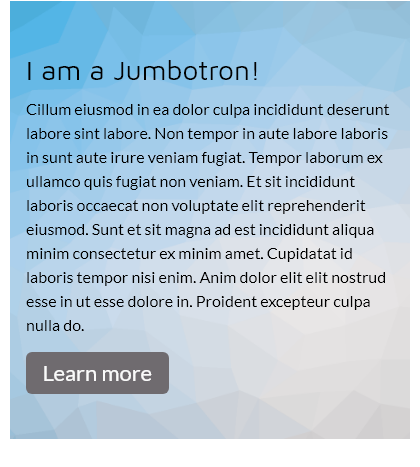 I am a Jumbotron!
Cillum eiusmod in ea dolor culpa incididunt deserunt
labore sint labore. Non tempor in aute labore laboris
in sunt aute irure veniam fugiat. Tempor laborum ex
ullamco quis fugiat non veniam. Et sit incididunt
laboris occaecat non voluptate elit reprehenderit
eiusmod. Sunt et sit magna ad est incididunt aliqua
minim consectetur ex minim amet. Cupidatat id
laboris tempor nisi enim. Anim dolor elit elit nostrud
esse in ut esse dolore in. Proident excepteur culpa
nulla do.
Learn more